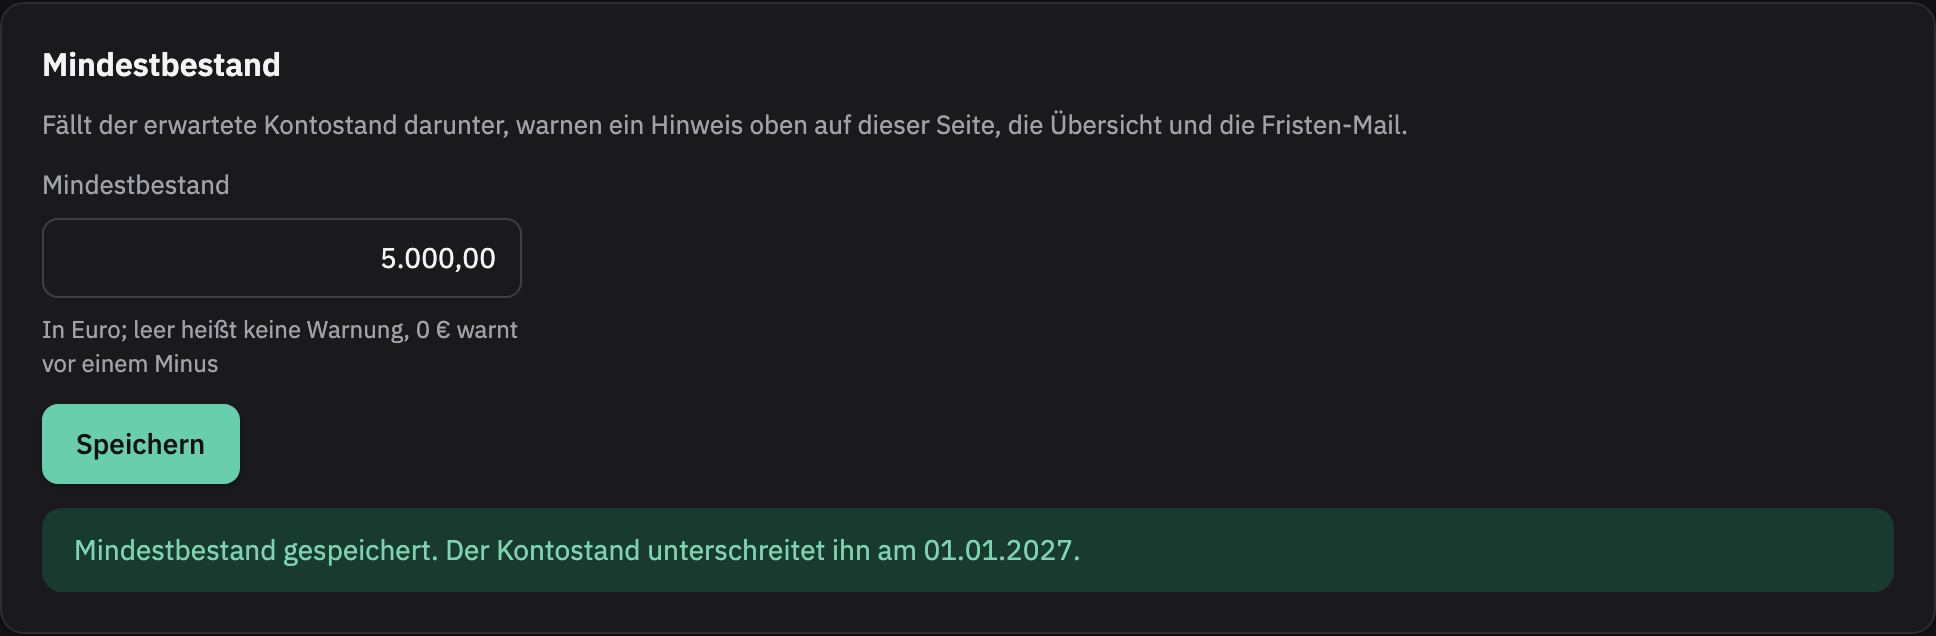 Mindestbestand
Fällt der erwartete Kontostand darunter, warnen ein Hinweis oben auf dieser Seite, die Übersicht und die Fristen-Mail.
Mindestbestand
5.000,00
In Euro; leer heißt keine Warnung, 0 € warnt
vor einem Minus
Speichern
Mindestbestand gespeichert. Der Kontostand unterschreitet ihn am 01.01.2027.